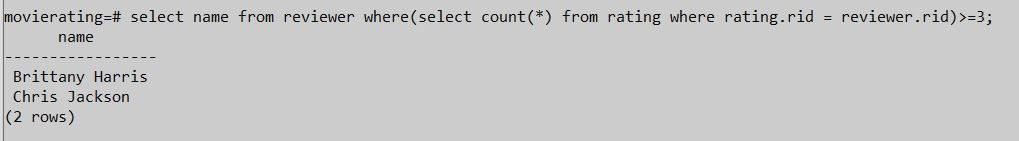 movierating=# select name from reviewer where(select count(*) from rating where rating.rid = reviewer.rid)>=3;
      name
-----------------
 Brittany Harris
 Chris Jackson
(2 rows)